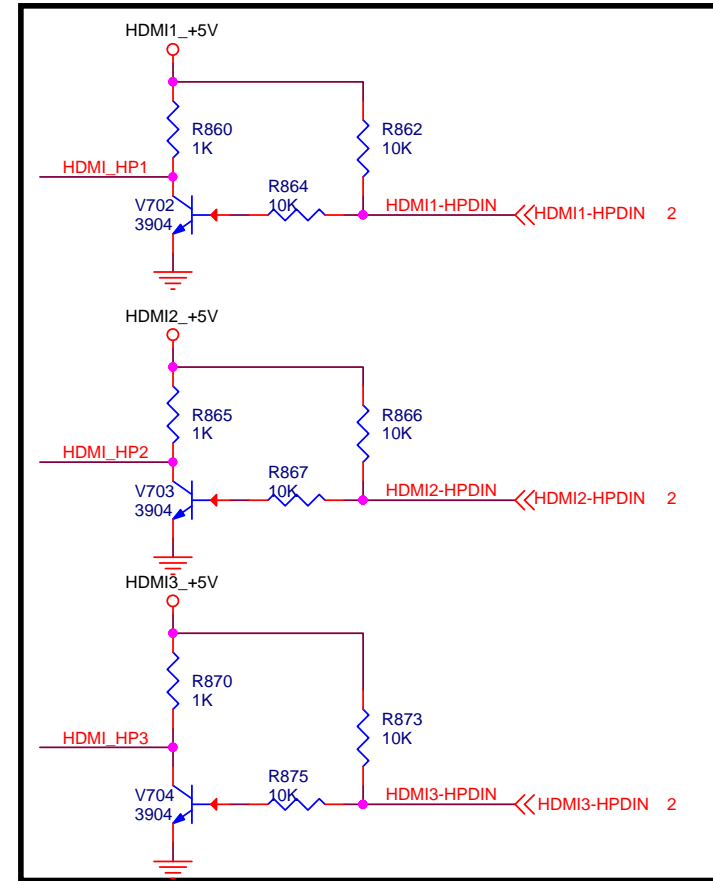 HDMI1_+5V
R860
1K
R862
10K
HDMI_HP1
R864
10K
V702
3904
HDMI1-HPDIN
HDMI1-HPDIN 2
HDMI2_+5V
R865
1K
R866
10K
HDMI_HP2
R867
10K
V703
3904
HDMI2-HPDIN
HDMI2-HPDIN 2
HDMI3_+5V
R870
1K
R873
10K
HDMI_HP3
R875
10K
V704
3904
HDMI3-HPDIN
HDMI3-HPDIN 2